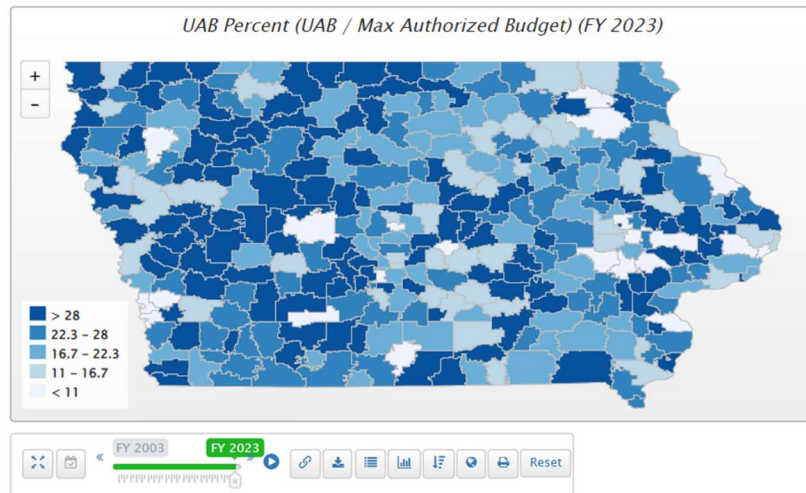 UAB Percent (UAB / Max Authorized Budget) (FY 2023)
+
−
> 28
22.3 – 28
16.7 – 22.3
11 – 16.7
< 11
« FY 2003 FY 2023 »
Reset